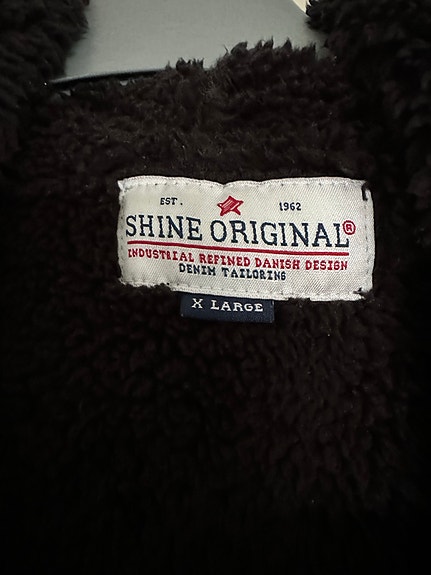 EST. 1962
SHINE ORIGINAL®
INDUSTRIAL REFINED DANISH DESIGN
DENIM TAILORING
X LARGE